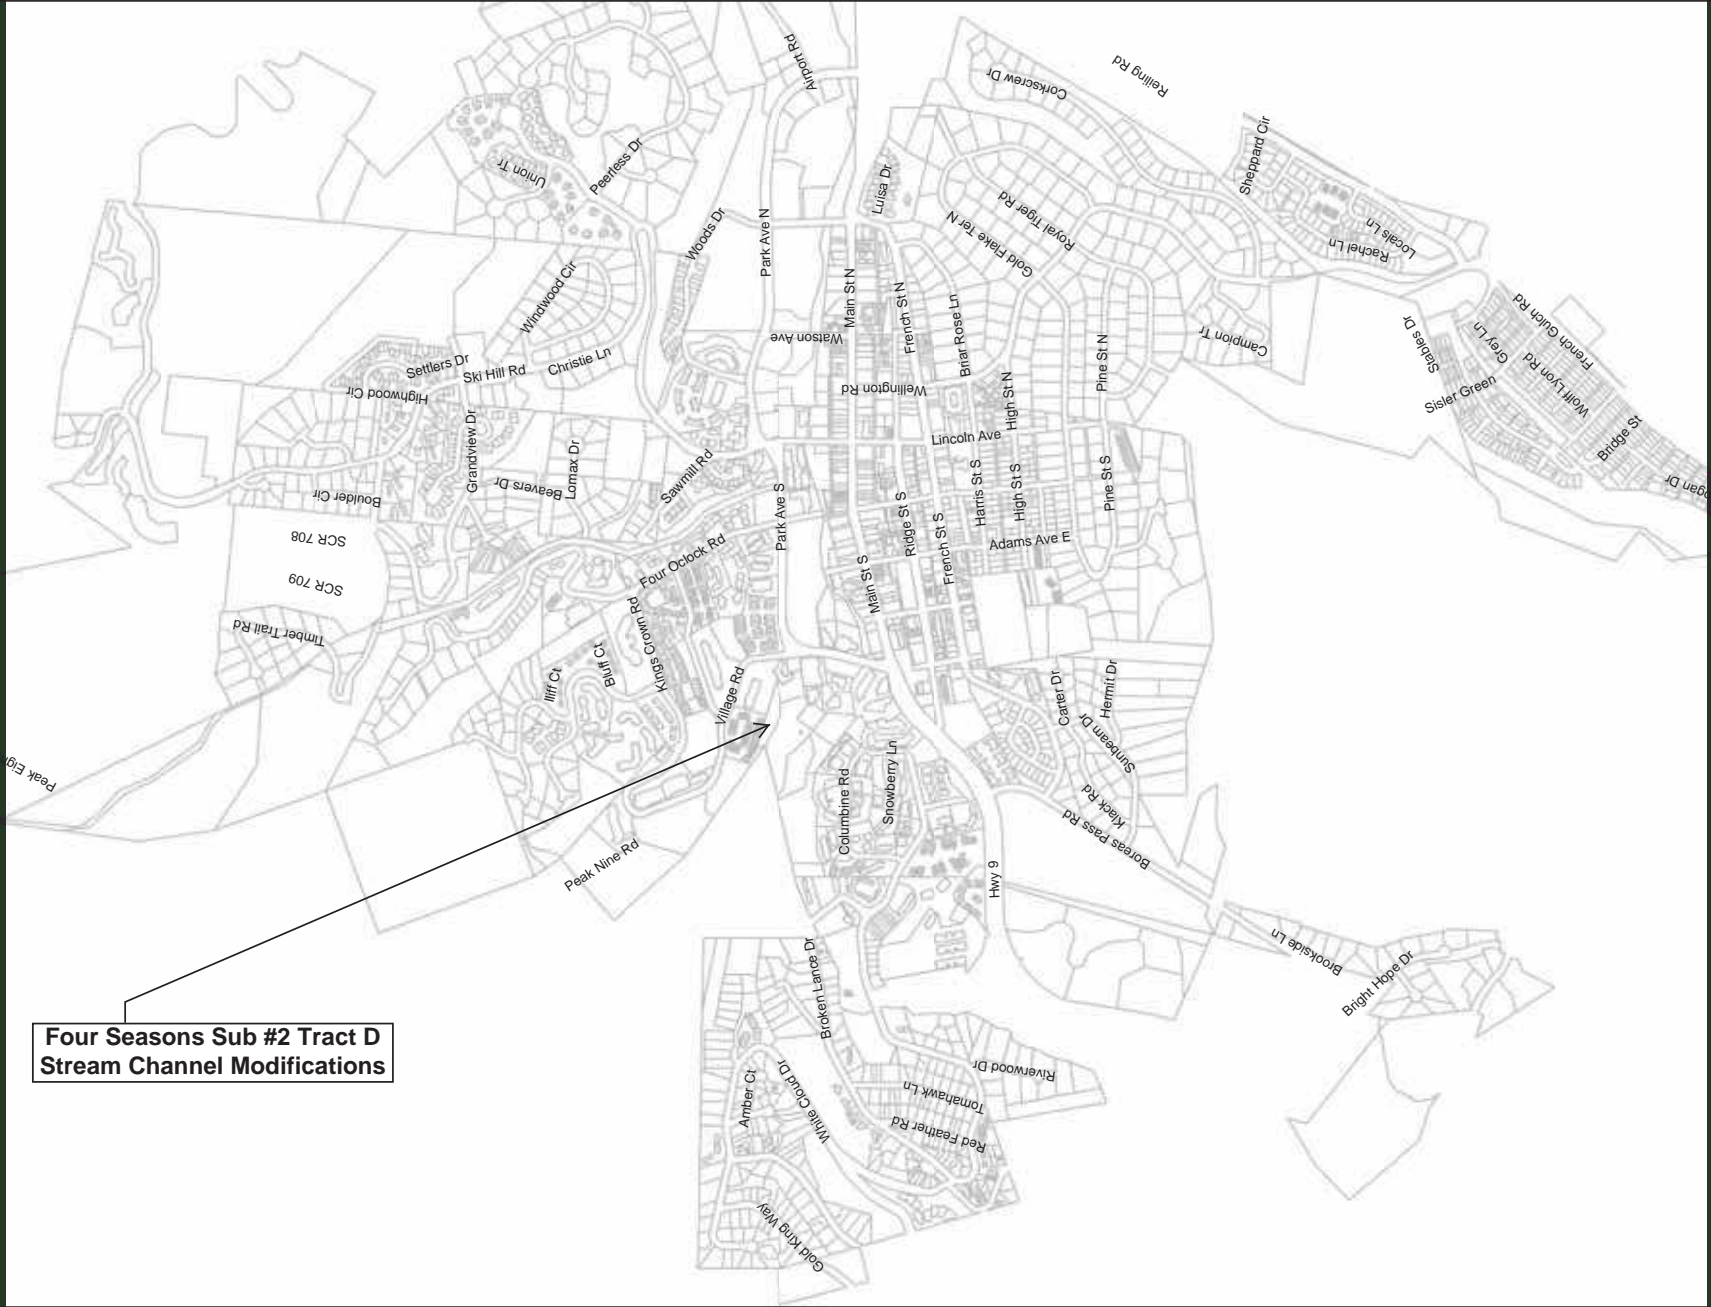 Airport Rd
Reiling Rd
Corkscrew Dr
Sheppard Cir
Union Tr
Peerless Dr
Luisa Dr
Woods Dr
Park Ave N
Gold Flake Ter N
Royal Tiger Rd
Locals Ln
Rachel Ln
Windwood Cir
Main St N
French St N
Briar Rose Ln
Watson Ave
Pine St N
Campion Tr
Stables Dr
Grey Ln
French Gulch Rd
Wolff Lyon Rd
Settlers Dr
Ski Hill Rd
Christie Ln
Highwood Cir
Wellington Rd
High St N
Sisler Green
Grandview Dr
Lomax Dr
Lincoln Ave
Bridge St
Boulder Cir
Beavers Dr
Sawmill Rd
Harris St S
High St S
Pine St S
SCR 708
Four Oclock Rd
Park Ave S
Ridge St S
French St S
Adams Ave E
SCR 709
Main St S
Timber Trail Rd
Kings Crown Rd
Bluff Ct
Iliff Ct
Village Rd
Carter Dr
Hermit Dr
Sunbeam Dr
Columbine Rd
Snowberry Ln
Klack Rd
Boreas Pass Rd
Peak Nine Rd
Hwy 9
Brookside Ln
Bright Hope Dr
Broken Lance Dr
Four Seasons Sub #2 Tract D
Stream Channel Modifications
Amber Ct
White Cloud Dr
Riverwood Dr
Tomahawk Ln
Red Feather Rd
Gold King Way